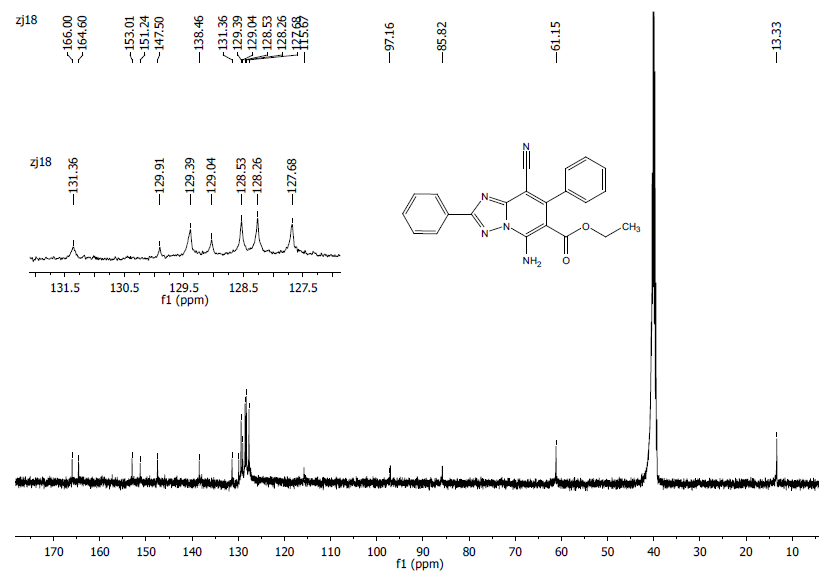 zj18
166.00
164.60
153.01
151.24
147.50
138.46
131.36
129.39
129.04
128.53
128.26
127.68
115.67
97.16
85.82
61.15
13.33
zj18
131.36
129.91
129.39
129.04
128.53
128.26
127.68
131.5 130.5 129.5 128.5 127.5
f1 (ppm)
N
N
N
N
NH2
O
O
CH3
170 160 150 140 130 120 110 100 90 80 70 60 50 40 30 20 10
f1 (ppm)